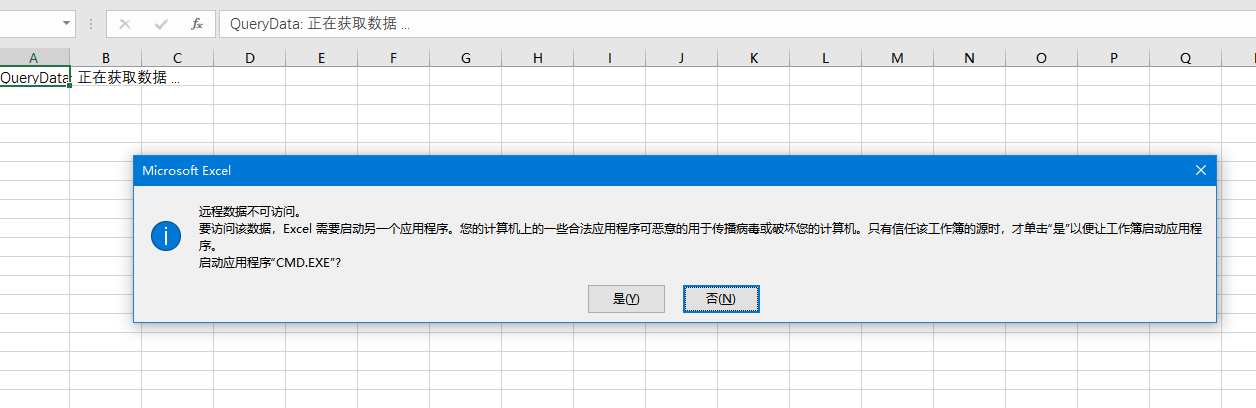 fx QueryData: 正在获取数据 ...
A B C D E F G H I J K L M N O P Q
QueryData: 正在获取数据 ...
Microsoft Excel
远程数据不可访问。
要访问该数据，Excel 需要启动另一个应用程序。您的计算机上的一些合法应用程序可恶意的用于传播病毒或破坏您的计算机。只有信任该工作簿的源时，才单击“是”以便让工作簿启动应用程
序。
启动应用程序“CMD.EXE”?
是(Y) 否(N)